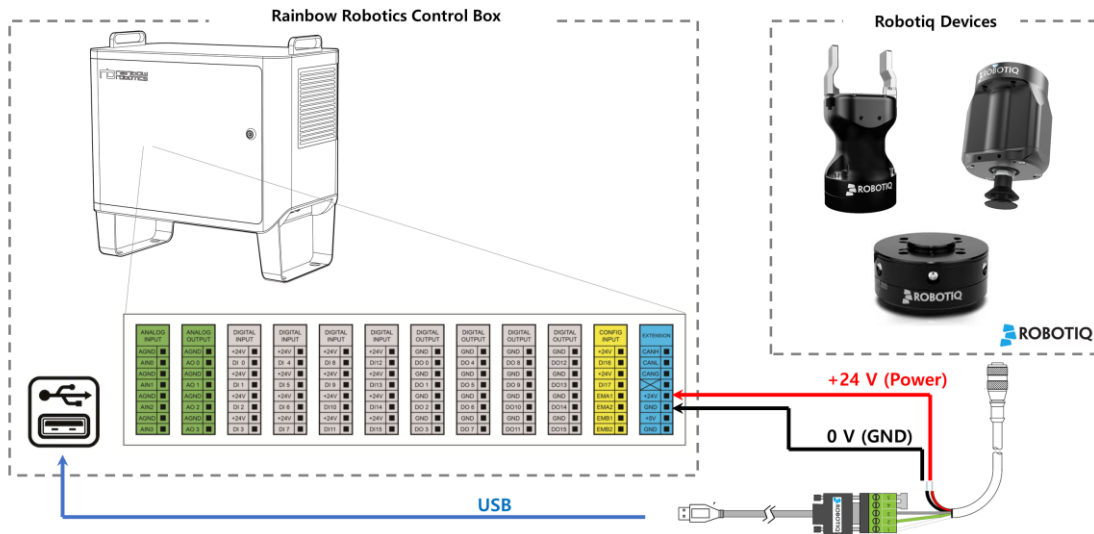 Rainbow Robotics Control Box
Robotiq Devices
rainbow
robotics
ROBOTIQ
ROBOTIQ
ROBOTIQ
ROBOTIQ
ANALOG INPUT
AGND
AIN0
AGND
AIN1
AGND
AIN2
AGND
AIN3
ANALOG OUTPUT
AGND
AO 0
AGND
AO 1
AGND
AO 2
AGND
AO 3
DIGITAL INPUT
+24V
DI 0
+24V
DI 1
+24V
DI 2
+24V
DI 3
DIGITAL INPUT
+24V
DI 4
+24V
DI 5
+24V
DI 6
+24V
DI 7
DIGITAL INPUT
+24V
DI 8
+24V
DI 9
+24V
DI10
+24V
DI11
DIGITAL INPUT
+24V
DI12
+24V
DI13
+24V
DI14
+24V
DI15
DIGITAL OUTPUT
GND
DO 0
GND
DO 1
GND
DO 2
GND
DO 3
DIGITAL OUTPUT
GND
DO 4
GND
DO 5
GND
DO 6
GND
DO 7
DIGITAL OUTPUT
GND
DO 8
GND
DO 9
GND
DO10
GND
DO11
DIGITAL OUTPUT
GND
DO12
GND
DO13
GND
DO14
GND
DO15
CONFIG INPUT
+24V
DI16
+24V
DI17
EMA1
EMA2
EMB1
EMB2
EXTENSION
CANH
CANL
CANG
+24V
GND
+5V
GND
+24 V (Power)
0 V (GND)
USB
ROBOTIQ